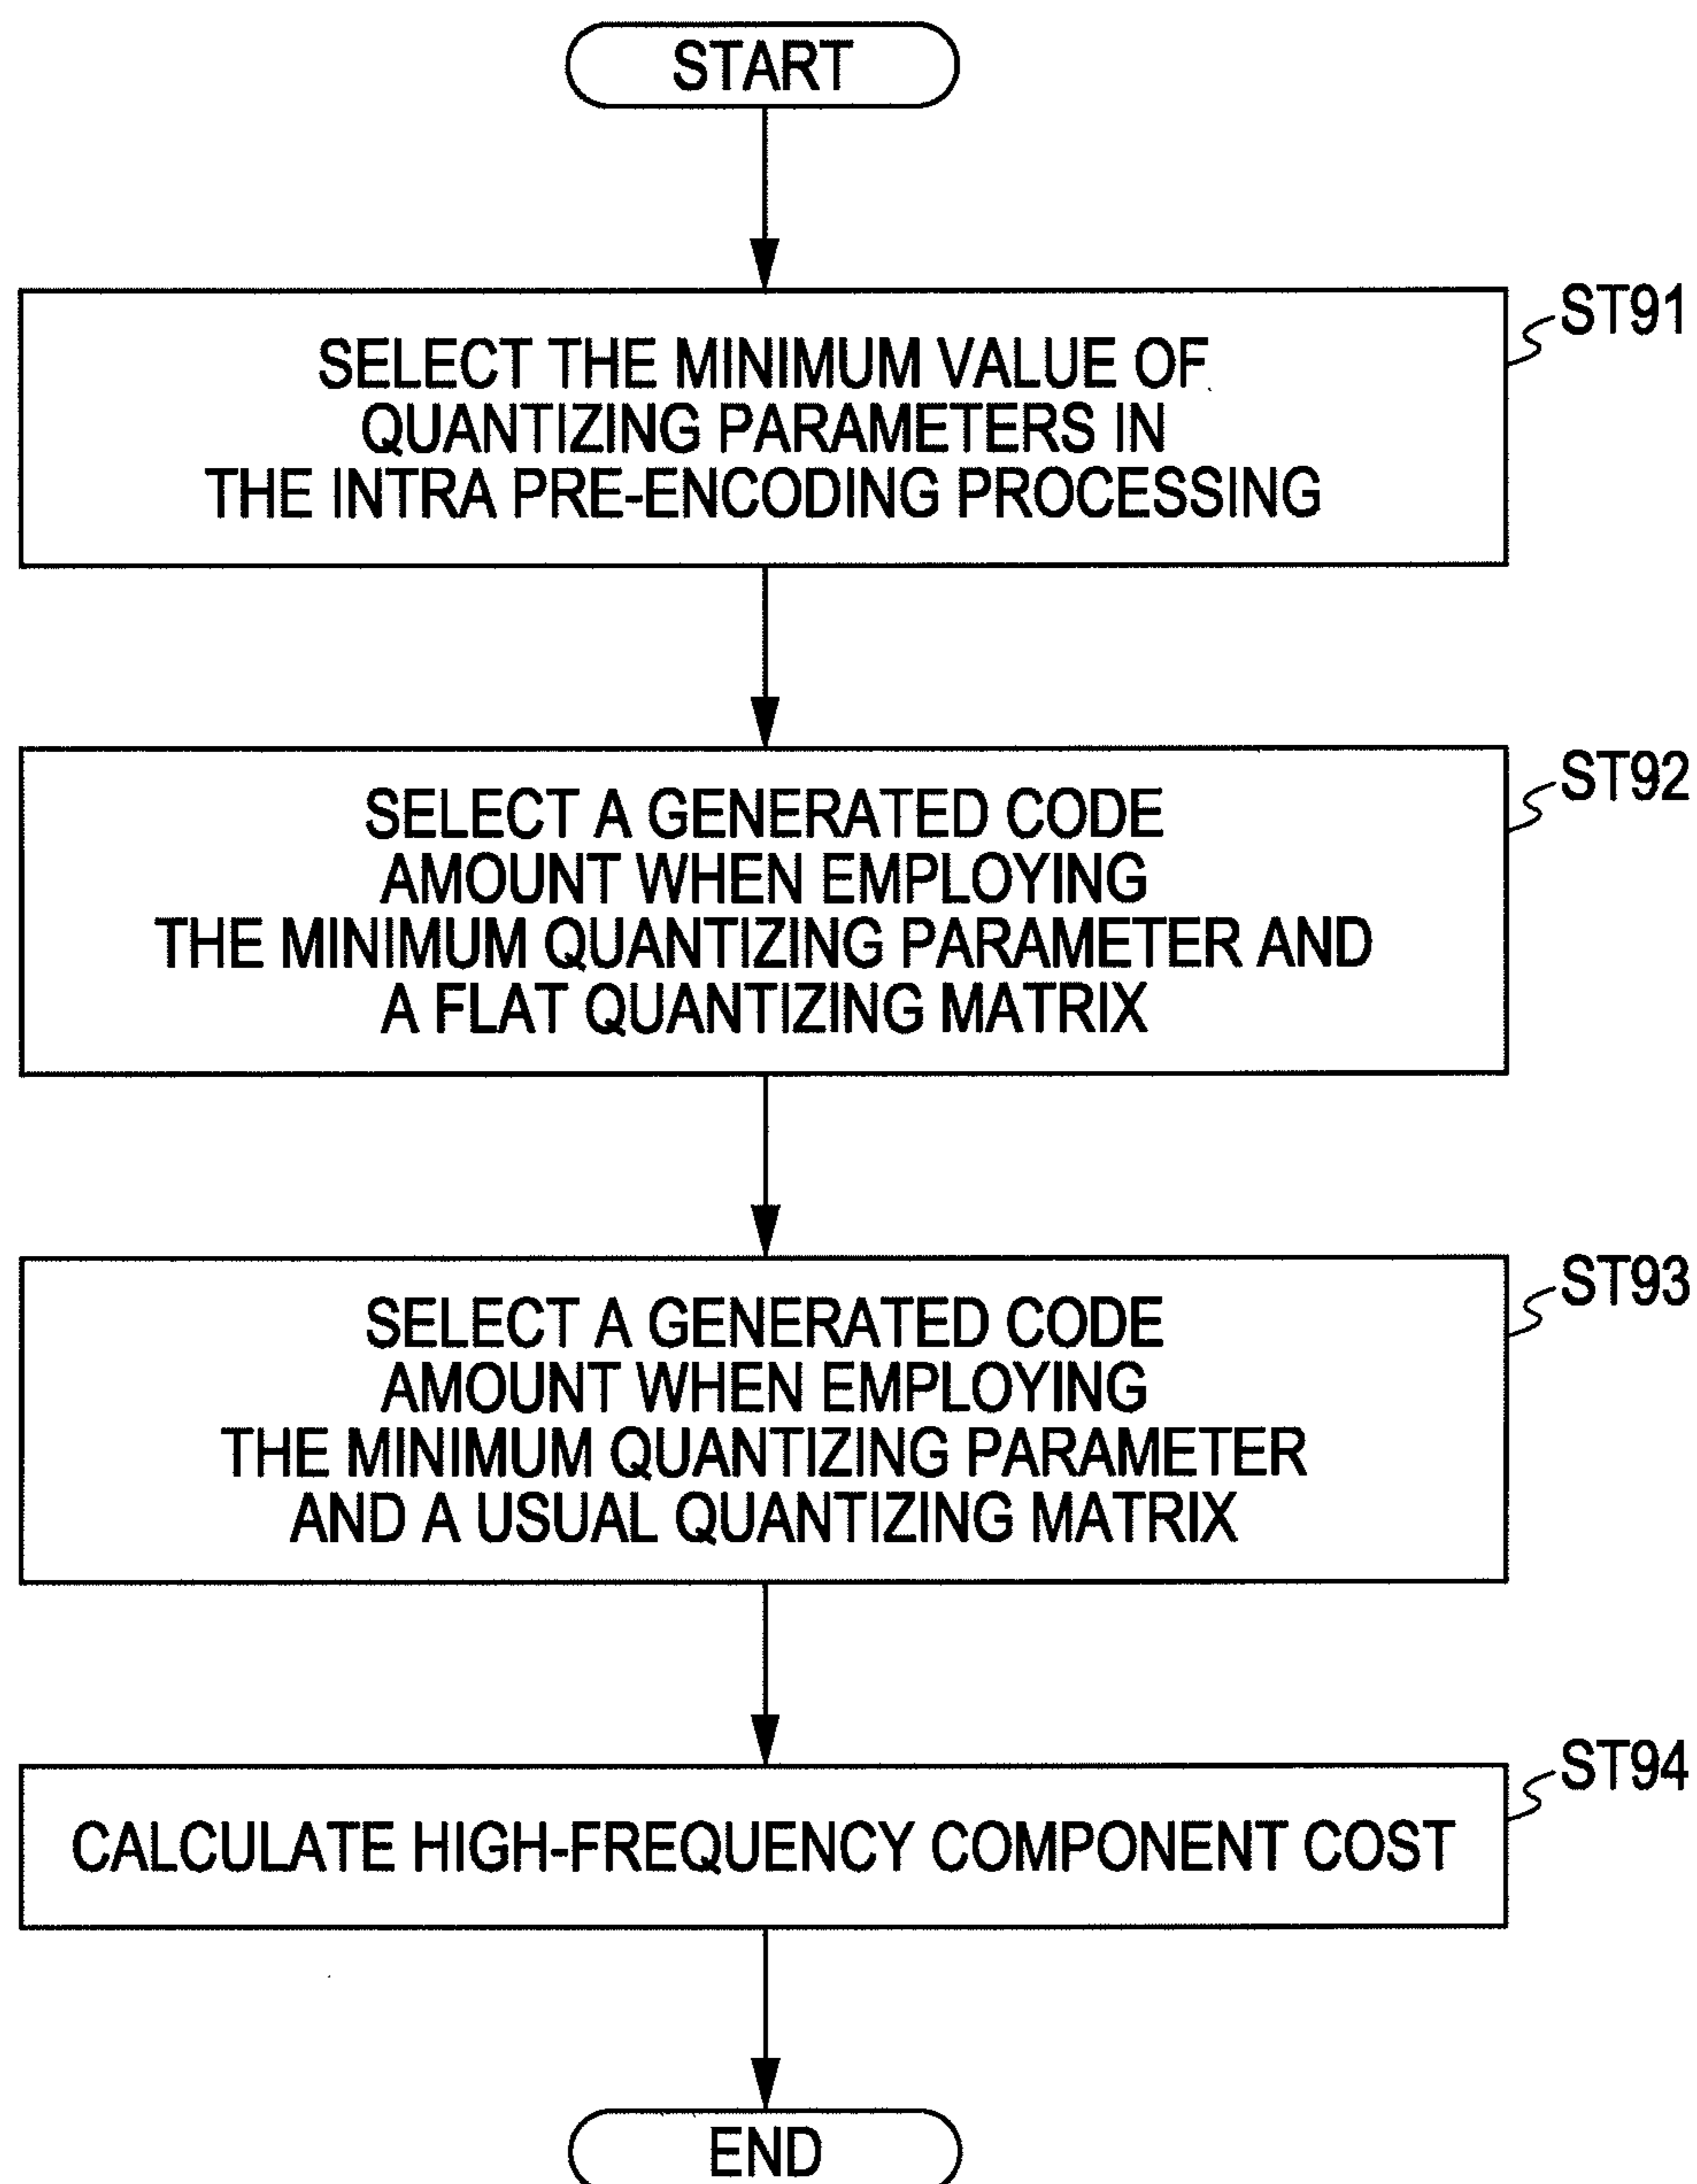 START
ST91
SELECT THE MINIMUM VALUE OF
QUANTIZING PARAMETERS IN
THE INTRA PRE-ENCODING PROCESSING
ST92
SELECT A GENERATED CODE
AMOUNT WHEN EMPLOYING
THE MINIMUM QUANTIZING PARAMETER AND
A FLAT QUANTIZING MATRIX
ST93
SELECT A GENERATED CODE
AMOUNT WHEN EMPLOYING
THE MINIMUM QUANTIZING PARAMETER
AND A USUAL QUANTIZING MATRIX
ST94
CALCULATE HIGH-FREQUENCY COMPONENT COST
END